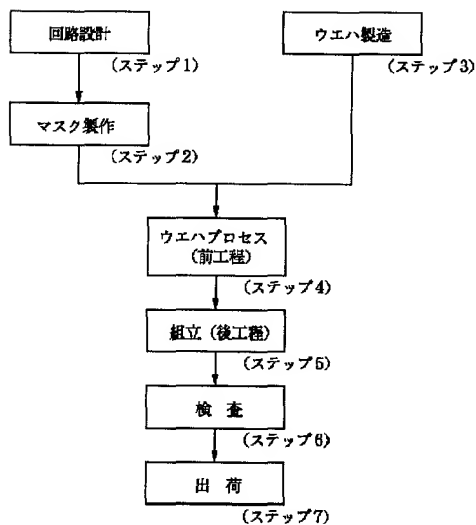 回路設計
(ステップ1)
ウエハ製造
(ステップ3)
マスク製作
(ステップ2)
ウエハプロセス
(前工程)
(ステップ4)
組立(後工程)
(ステップ5)
検 査
(ステップ6)
出 荷
(ステップ7)